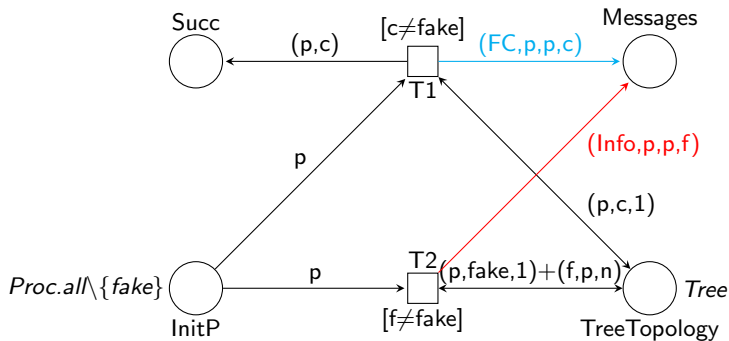 Succ
Messages
[c≠fake]
(p,c)
(FC,p,p,c)
T1
p
(Info,p,p,f)
(p,c,1)
T2
Proc.all\{fake}
p
(p,fake,1)+(f,p,n)
Tree
InitP
[f≠fake]
TreeTopology